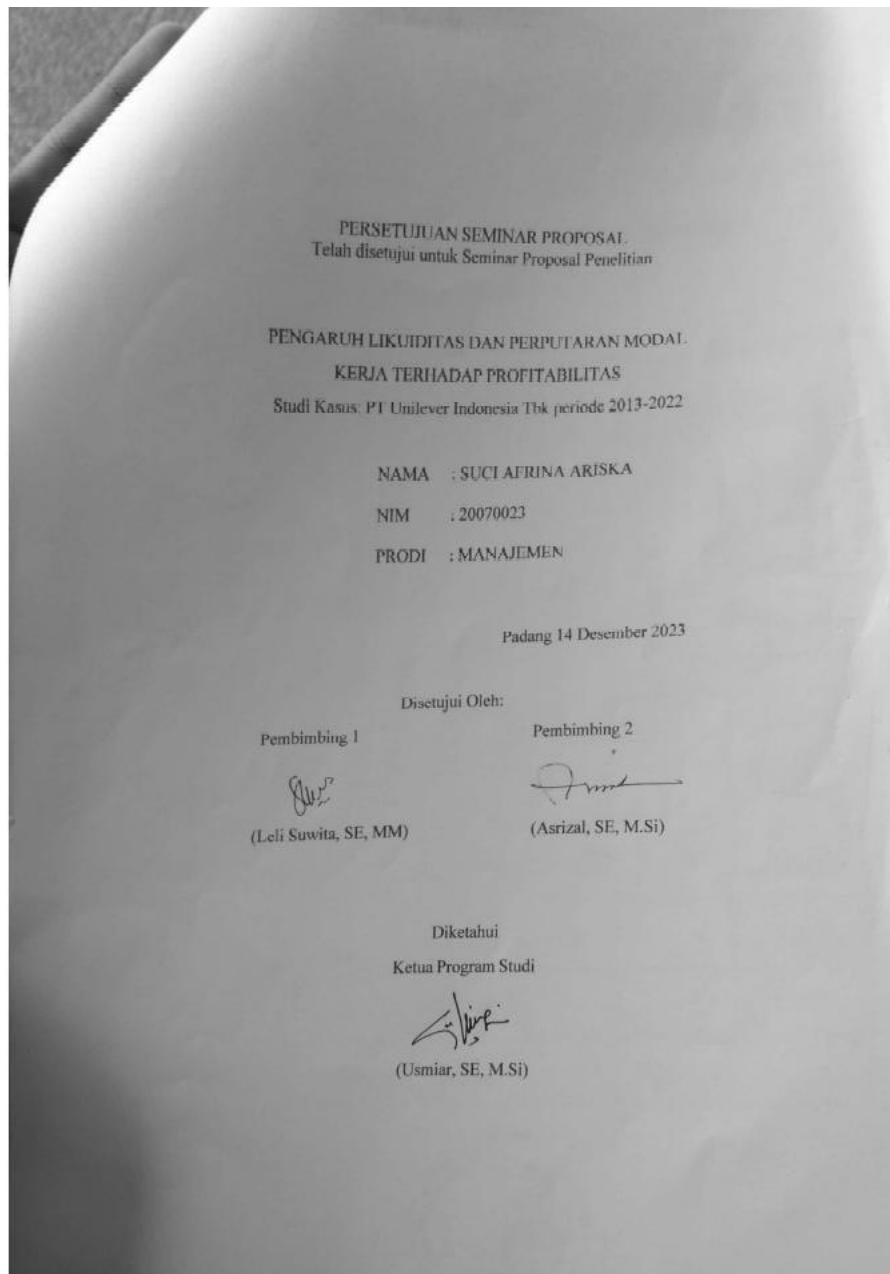 PERSETUJUAN SEMINAR PROPOSAL
Telah disetujui untuk Seminar Proposal Penelitian
PENGARUH LIKUIDITAS DAN PERPUTARAN MODAL
KERJA TERHADAP PROFITABILITAS
Studi Kasus: PT Unilever Indonesia Tbk periode 2013-2022
NAMA : SUCI AFRINA ARISKA
NIM : 20070023
PRODI : MANAJEMEN
Padang 14 Desember 2023
Disetujui Oleh:
Pembimbing 1 Pembimbing 2
(Leli Suwita, SE, MM) (Asrizal, SE, M.Si)
Diketahui
Ketua Program Studi
(Usmiar, SE, M.Si)